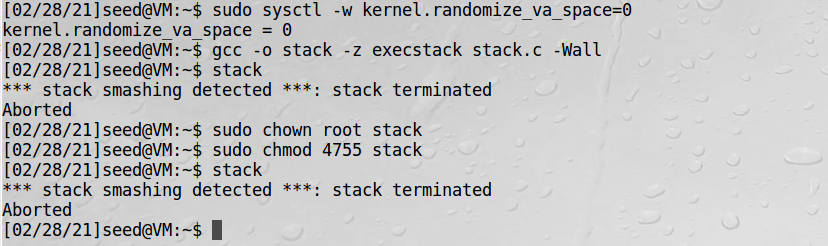 [02/28/21]seed@VM:~$ sudo sysctl -w kernel.randomize_va_space=0
kernel.randomize_va_space = 0
[02/28/21]seed@VM:~$ gcc -o stack -z execstack stack.c -Wall
[02/28/21]seed@VM:~$ stack
*** stack smashing detected ***: stack terminated
Aborted
[02/28/21]seed@VM:~$ sudo chown root stack
[02/28/21]seed@VM:~$ sudo chmod 4755 stack
[02/28/21]seed@VM:~$ stack
*** stack smashing detected ***: stack terminated
Aborted
[02/28/21]seed@VM:~$